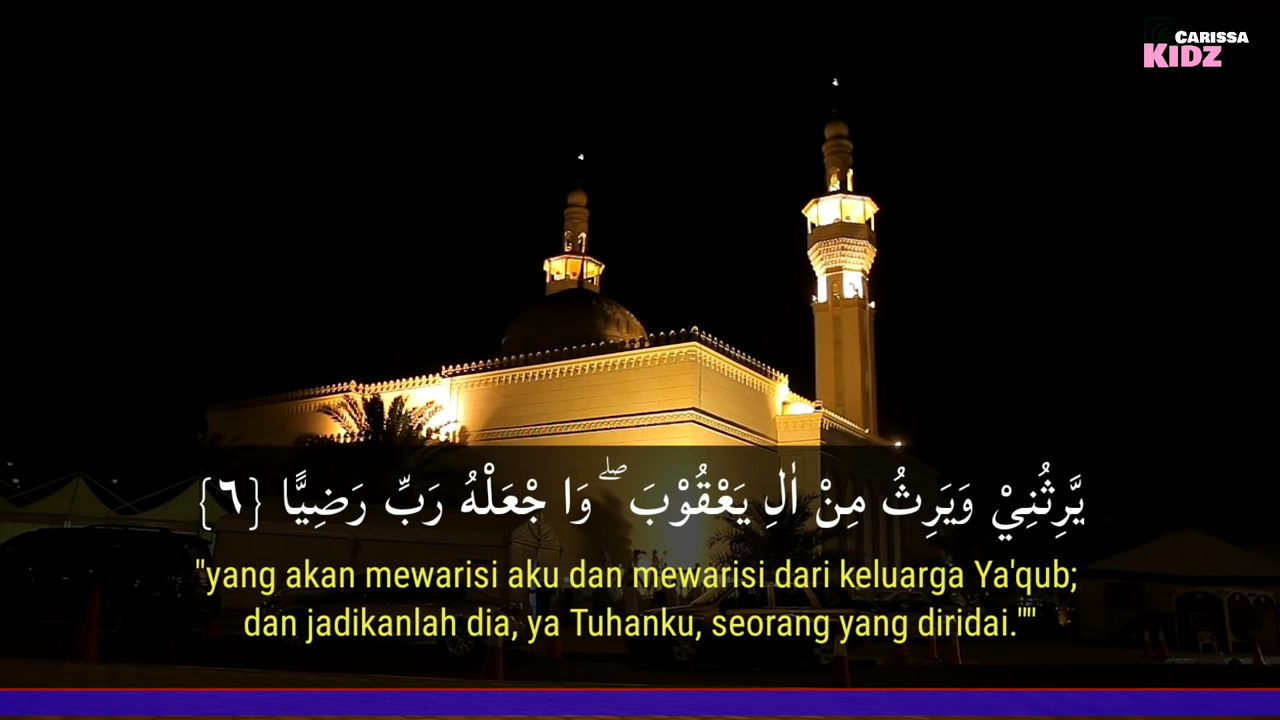 CARISSA
KIDZ
يَّرِثُنِيْ وَيَرِثُ مِنْ اٰلِ يَعْقُوْبَ ۖ وَا جْعَلْهُ رَبِّ رَضِيًّا {٦}
"yang akan mewarisi aku dan mewarisi dari keluarga Ya'qub;
dan jadikanlah dia, ya Tuhanku, seorang yang diridai.""